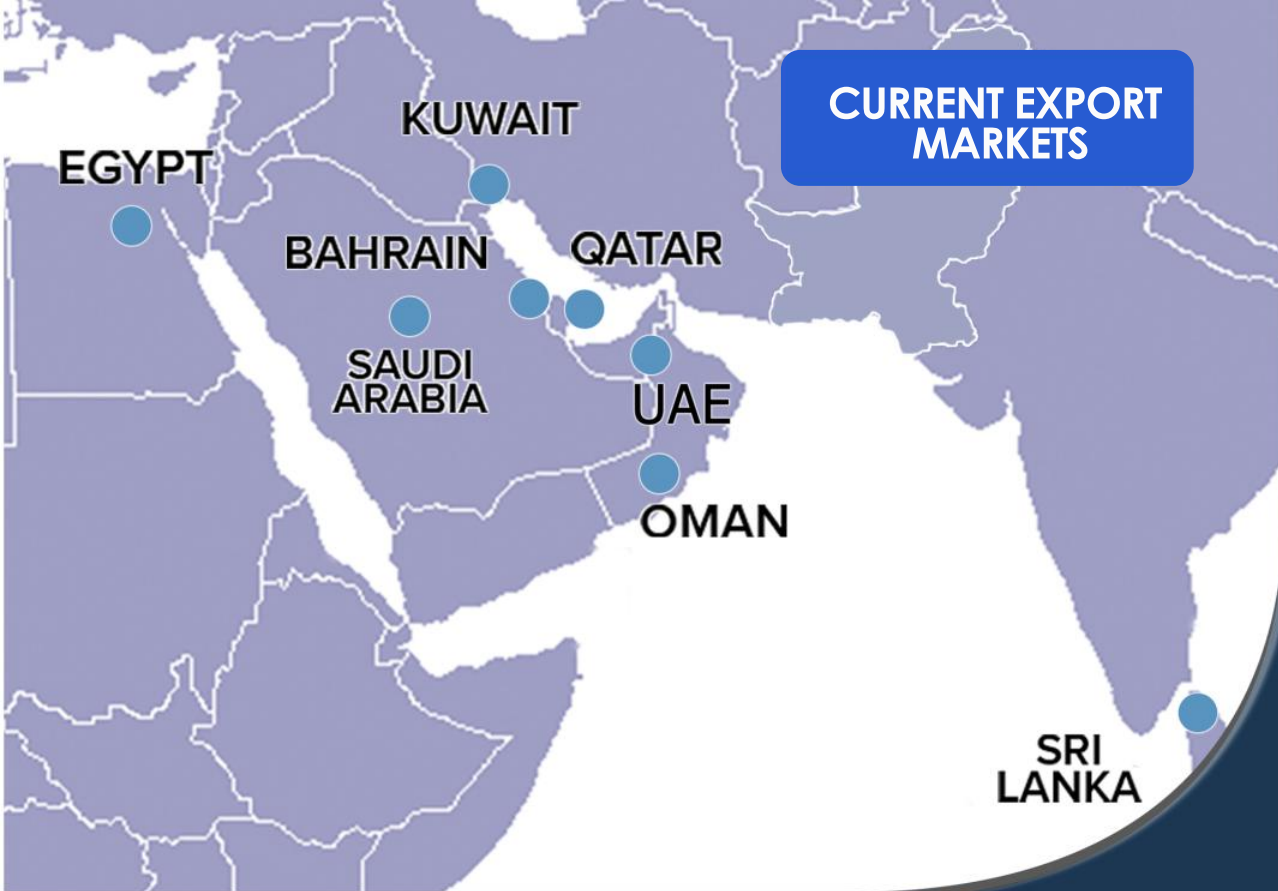 CURRENT EXPORT
MARKETS
KUWAIT
EGYPT
BAHRAIN
QATAR
SAUDI
ARABIA
UAE
OMAN
SRI
LANKA